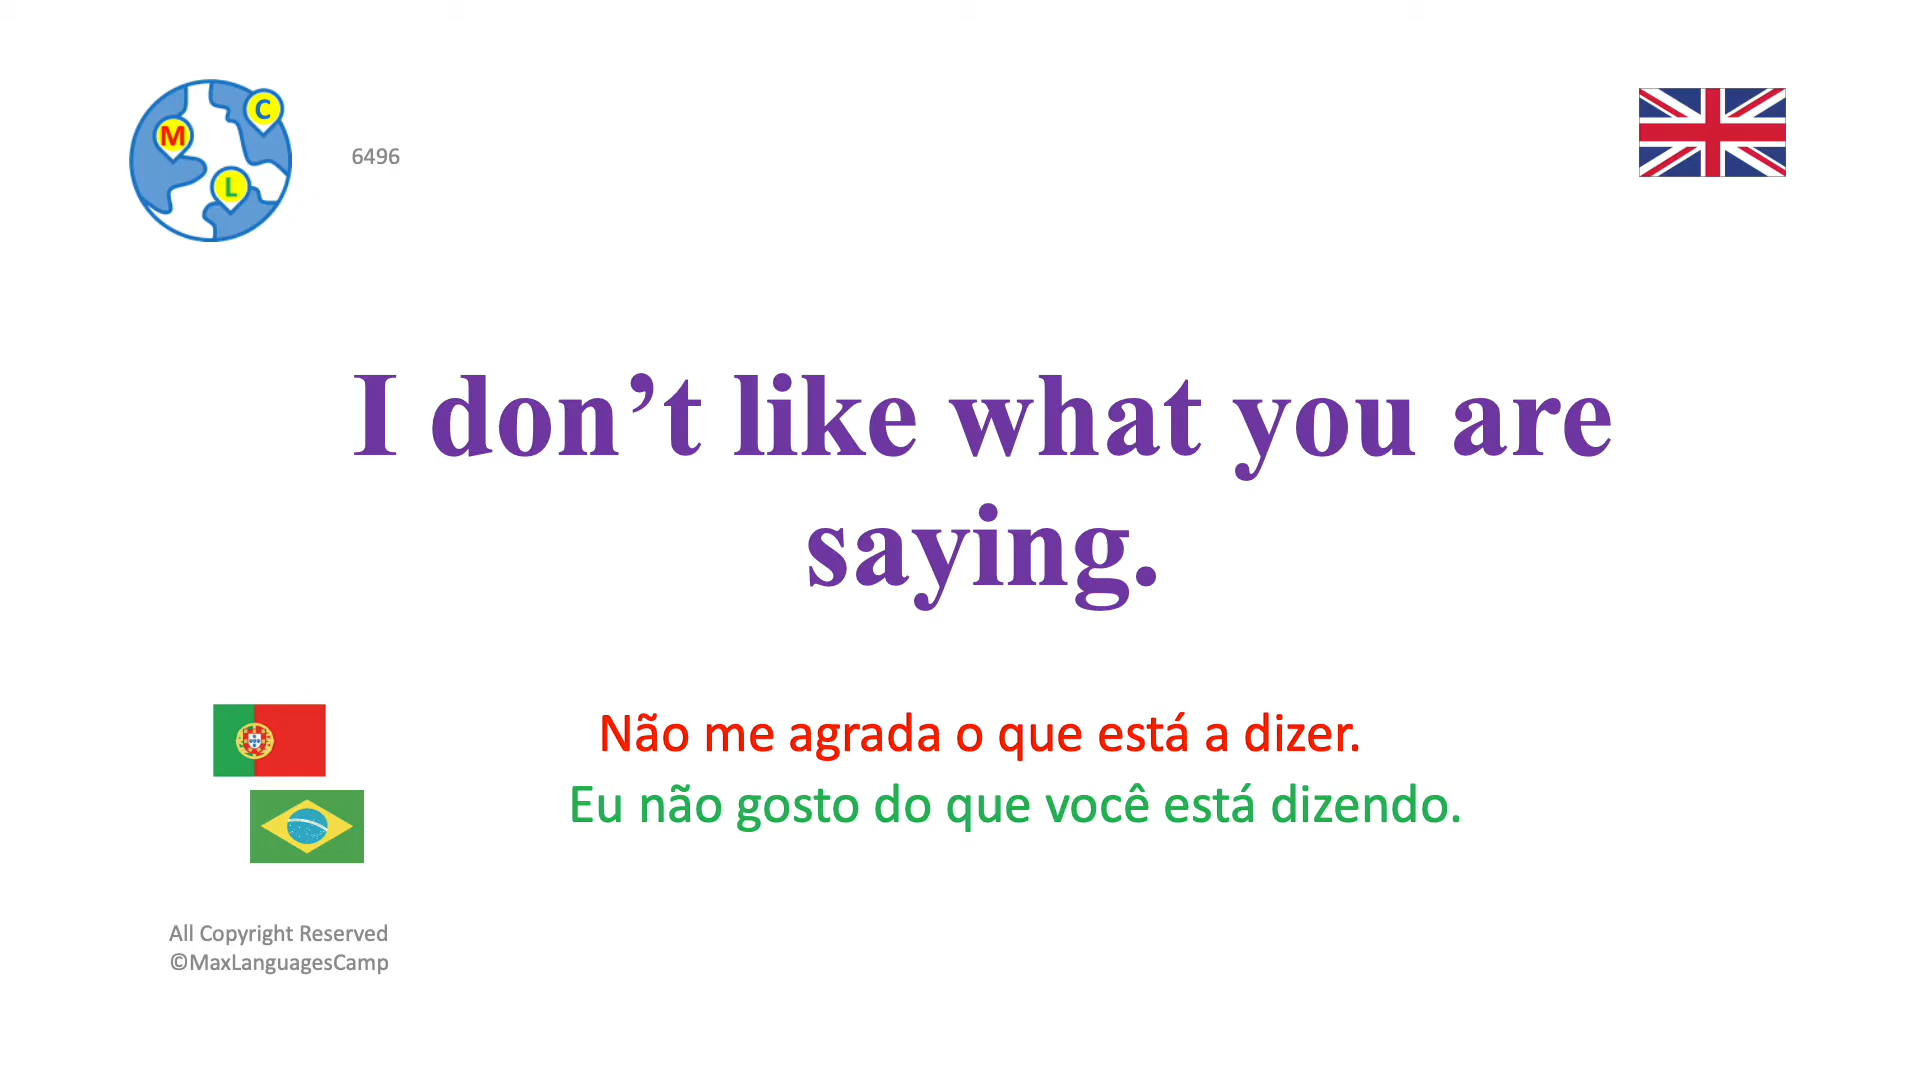 M
C
L
6496
I don’t like what you are
saying.
Não me agrada o que está a dizer.
Eu não gosto do que você está dizendo.
All Copyright Reserved
©MaxLanguagesCamp